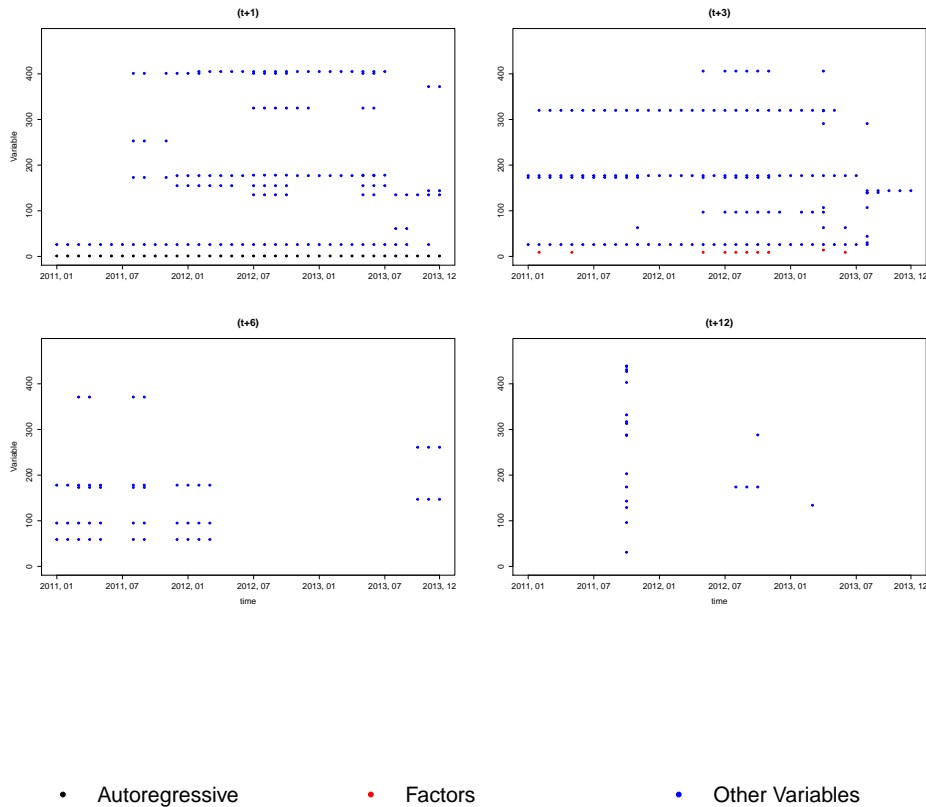 (t+1)
Variable
0 100 200 300 400
2011, 01 2011, 07 2012, 01 2012, 07 2013, 01 2013, 07 2013, 12
(t+3)
0 100 200 300 400
2011, 01 2011, 07 2012, 01 2012, 07 2013, 01 2013, 07 2013, 12
(t+6)
Variable
0 100 200 300 400
2011, 01 2011, 07 2012, 01 2012, 07 2013, 01 2013, 07 2013, 12
time
(t+12)
0 100 200 300 400
2011, 01 2011, 07 2012, 01 2012, 07 2013, 01 2013, 07 2013, 12
time
Autoregressive Factors Other Variables